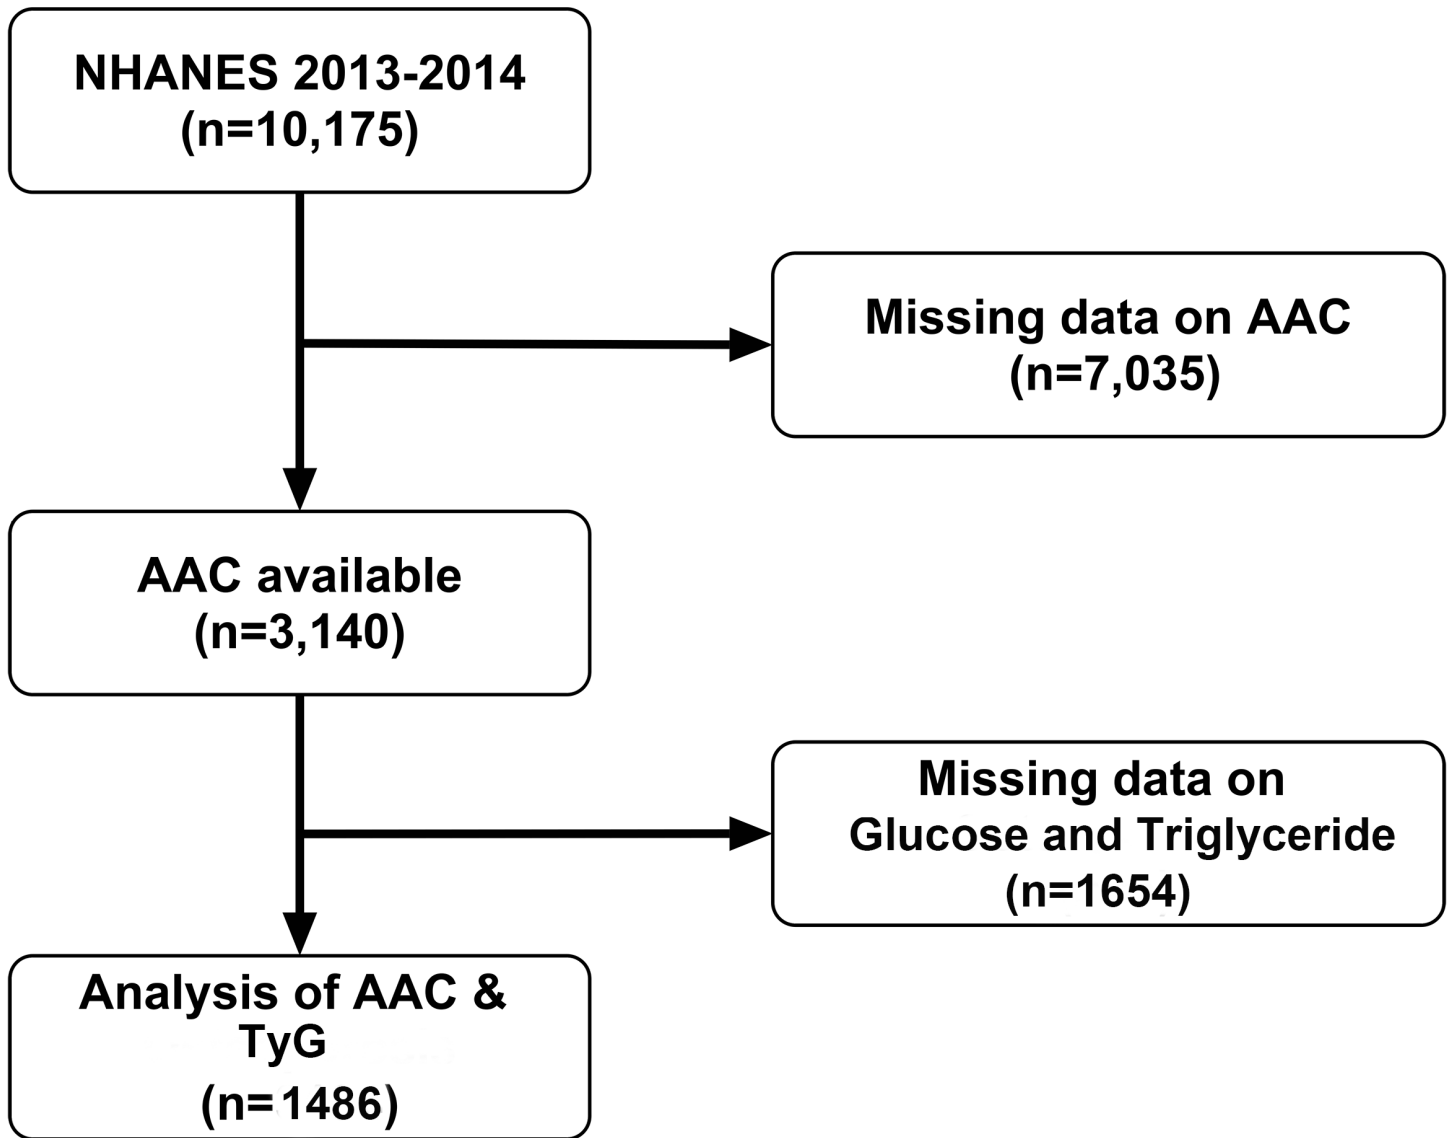 NHANES 2013-2014
(n=10,175)
Missing data on AAC
(n=7,035)
AAC available
(n=3,140)
Missing data on
Glucose and Triglyceride
(n=1654)
Analysis of AAC &
TyG
(n=1486)